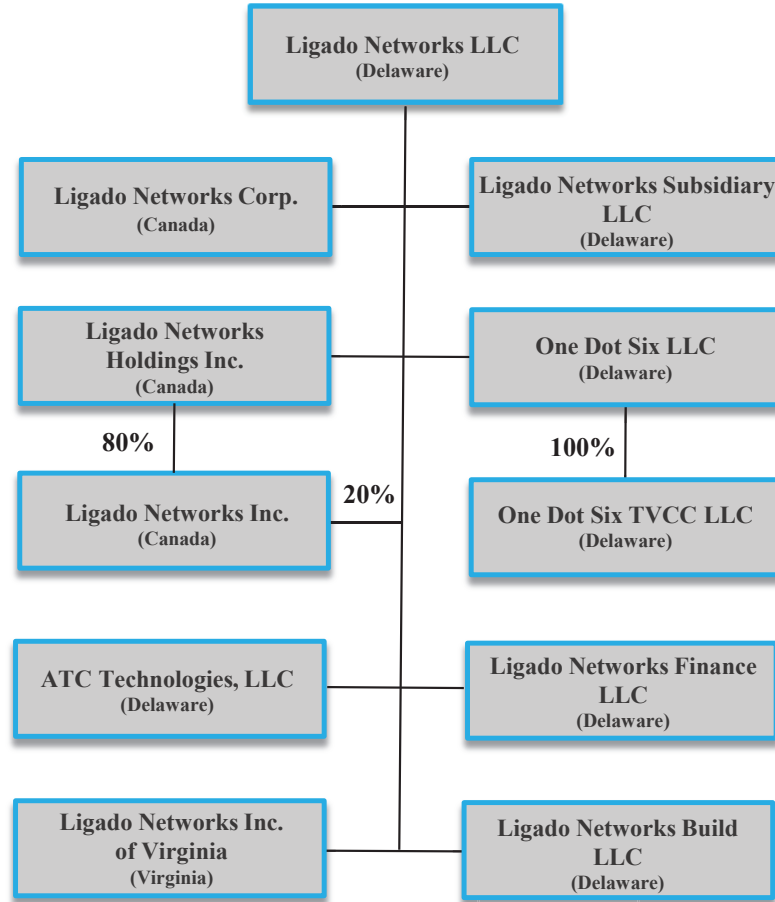 Ligado Networks LLC
(Delaware)
Ligado Networks Corp.
(Canada)
Ligado Networks Subsidiary
LLC
(Delaware)
Ligado Networks
Holdings Inc.
(Canada)
One Dot Six LLC
(Delaware)
80%
100%
Ligado Networks Inc.
(Canada)
20%
One Dot Six TVCC LLC
(Delaware)
ATC Technologies, LLC
(Delaware)
Ligado Networks Finance
LLC
(Delaware)
Ligado Networks Inc.
of Virginia
(Virginia)
Ligado Networks Build
LLC
(Delaware)